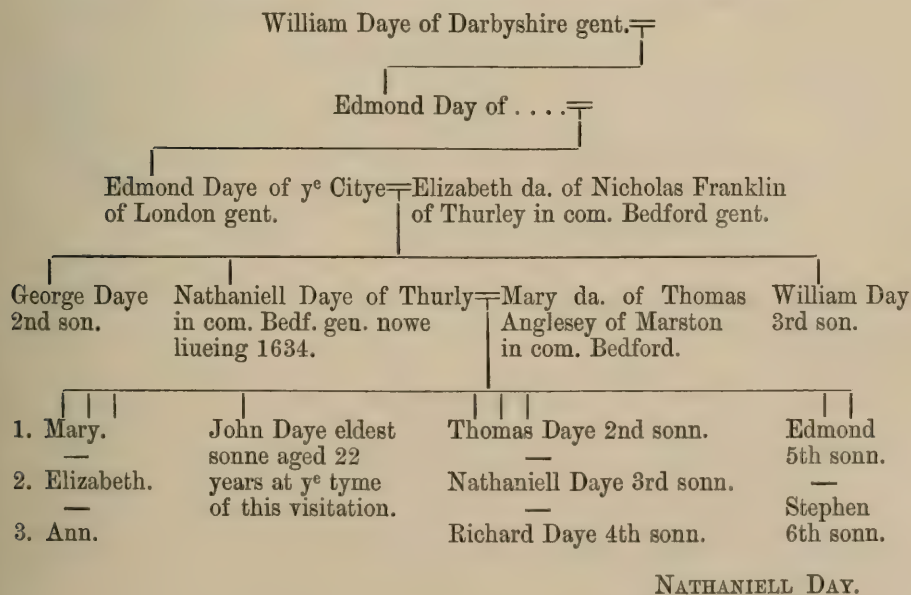 William Daye of Darbyshire gent.
Edmond Day of . . . .
Edmond Daye of yᵉ Citye
of London gent.
Elizabeth da. of Nicholas Franklin
of Thurley in com. Bedford gent.
George Daye
2nd son.
Nathaniell Daye of Thurly
in com. Bedf. gen. nowe
liueing 1634.
Mary da. of Thomas
Anglesey of Marston
in com. Bedford.
William Day
3rd son.
1. Mary.
2. Elizabeth.
3. Ann.
John Daye eldest
sonne aged 22
years at yᵉ tyme
of this visitation.
Thomas Daye 2nd sonn.
Nathaniell Daye 3rd sonn.
Richard Daye 4th sonn.
Edmond
5th sonn.
Stephen
6th sonn.
NATHANIELL DAY.